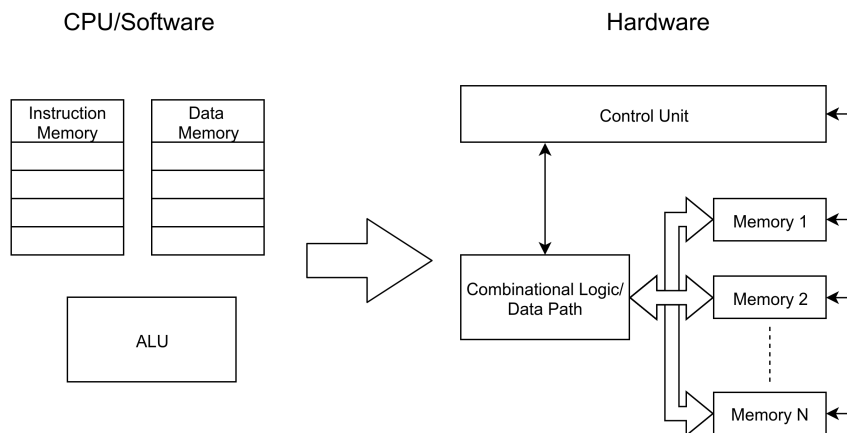 CPU/Software
Hardware
Instruction
Memory
Data
Memory
Control Unit
Memory 1
Combinational Logic/
Data Path
Memory 2
ALU
Memory N